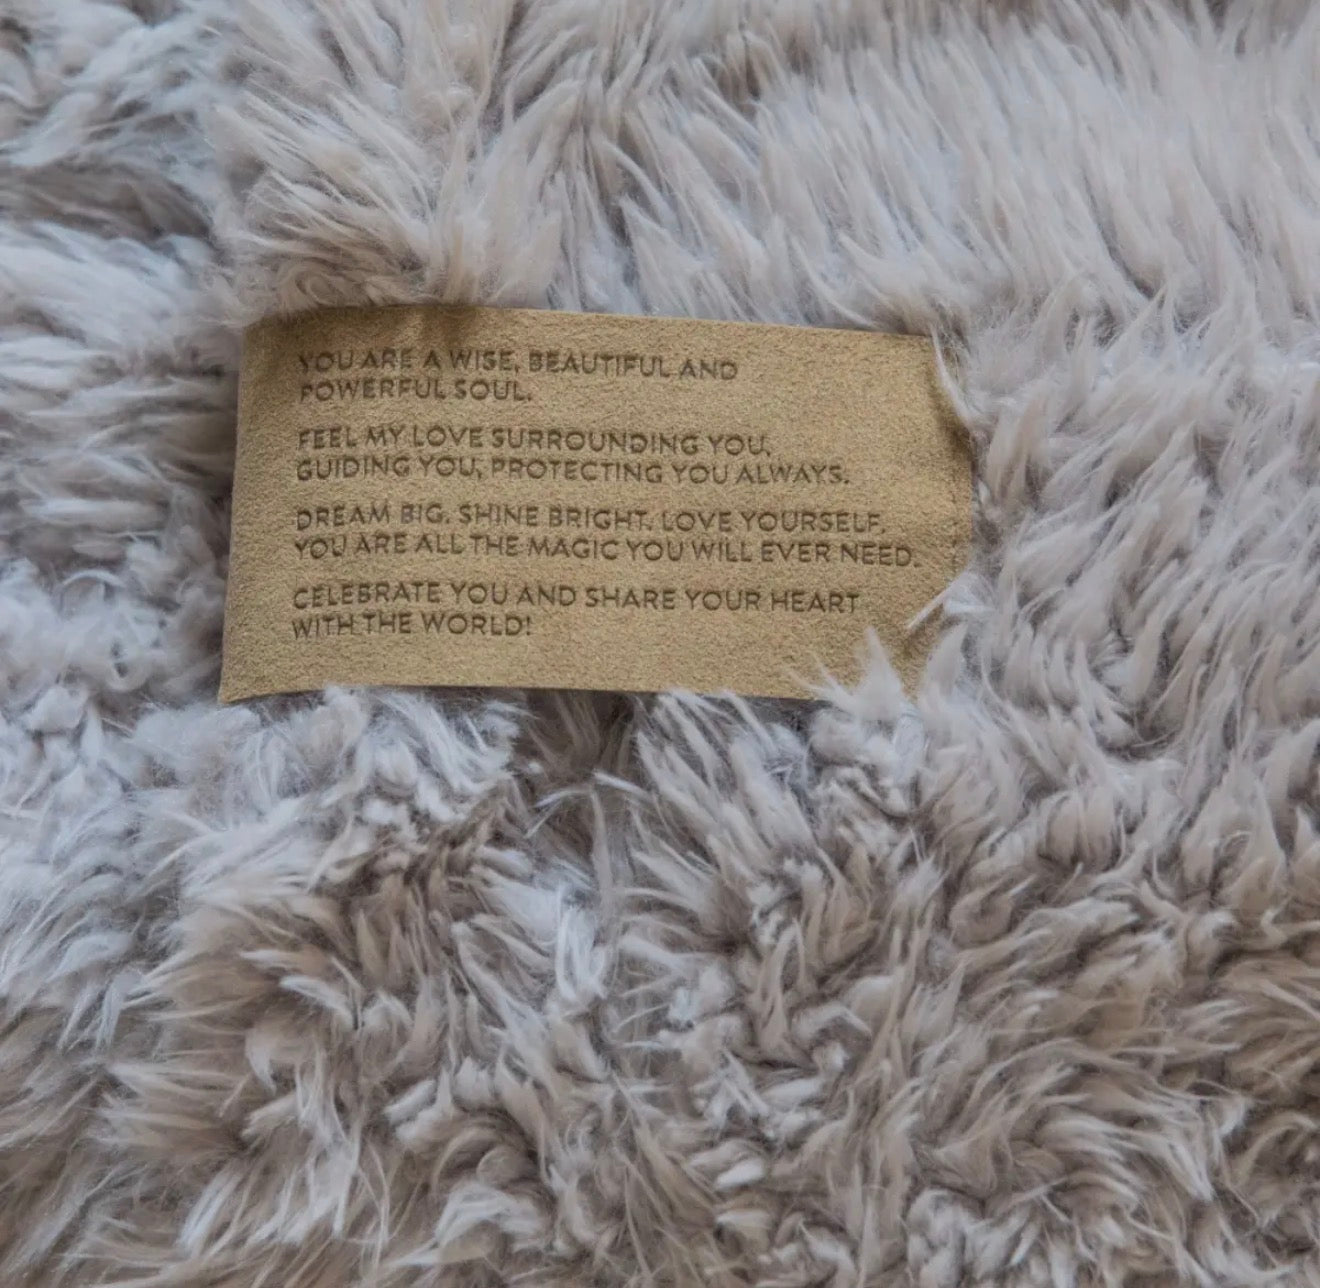 YOU ARE A WISE, BEAUTIFUL AND
POWERFUL SOUL.
FEEL MY LOVE SURROUNDING YOU,
GUIDING YOU, PROTECTING YOU ALWAYS.
DREAM BIG. SHINE BRIGHT. LOVE YOURSELF.
YOU ARE ALL THE MAGIC YOU WILL EVER NEED.
CELEBRATE YOU AND SHARE YOUR HEART
WITH THE WORLD!